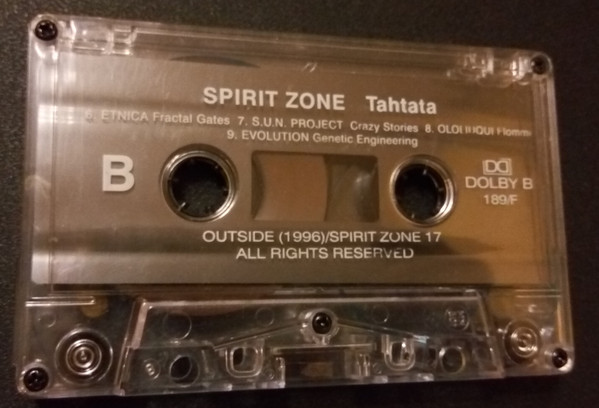 SPIRIT ZONE Tahtata
6. ETNICA Fractal Gates 7. S.U.N. PROJECT Crazy Stories 8.
9. EVOLUTION Genetic Engineering
B
DOLBY B
189/F
OUTSIDE (1996)/SPIRIT ZONE 17
ALL RIGHTS RESERVED